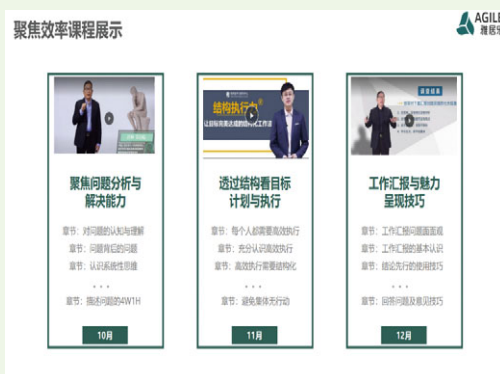 聚焦效率课程展示
AGILE
雅居乐
结构执行力®
聚焦问题分析与
解决能力
章节：对问题的认知与理解
章节：问题背后的问题
章节：认识系统性思维
...
章节：描述问题的4W1H
10月
透过结构看目标
计划与执行
章节：每个人都需要高效执行
章节：充分认识高效执行
章节：高效执行需要结构化
...
章节：避免集体无行动
11月
工作汇报与魅力
呈现技巧
章节：工作汇报问题面面观
章节：工作汇报的基本认识
章节：结论先行的使用技巧
...
章节：回答问题及意见技巧
12月